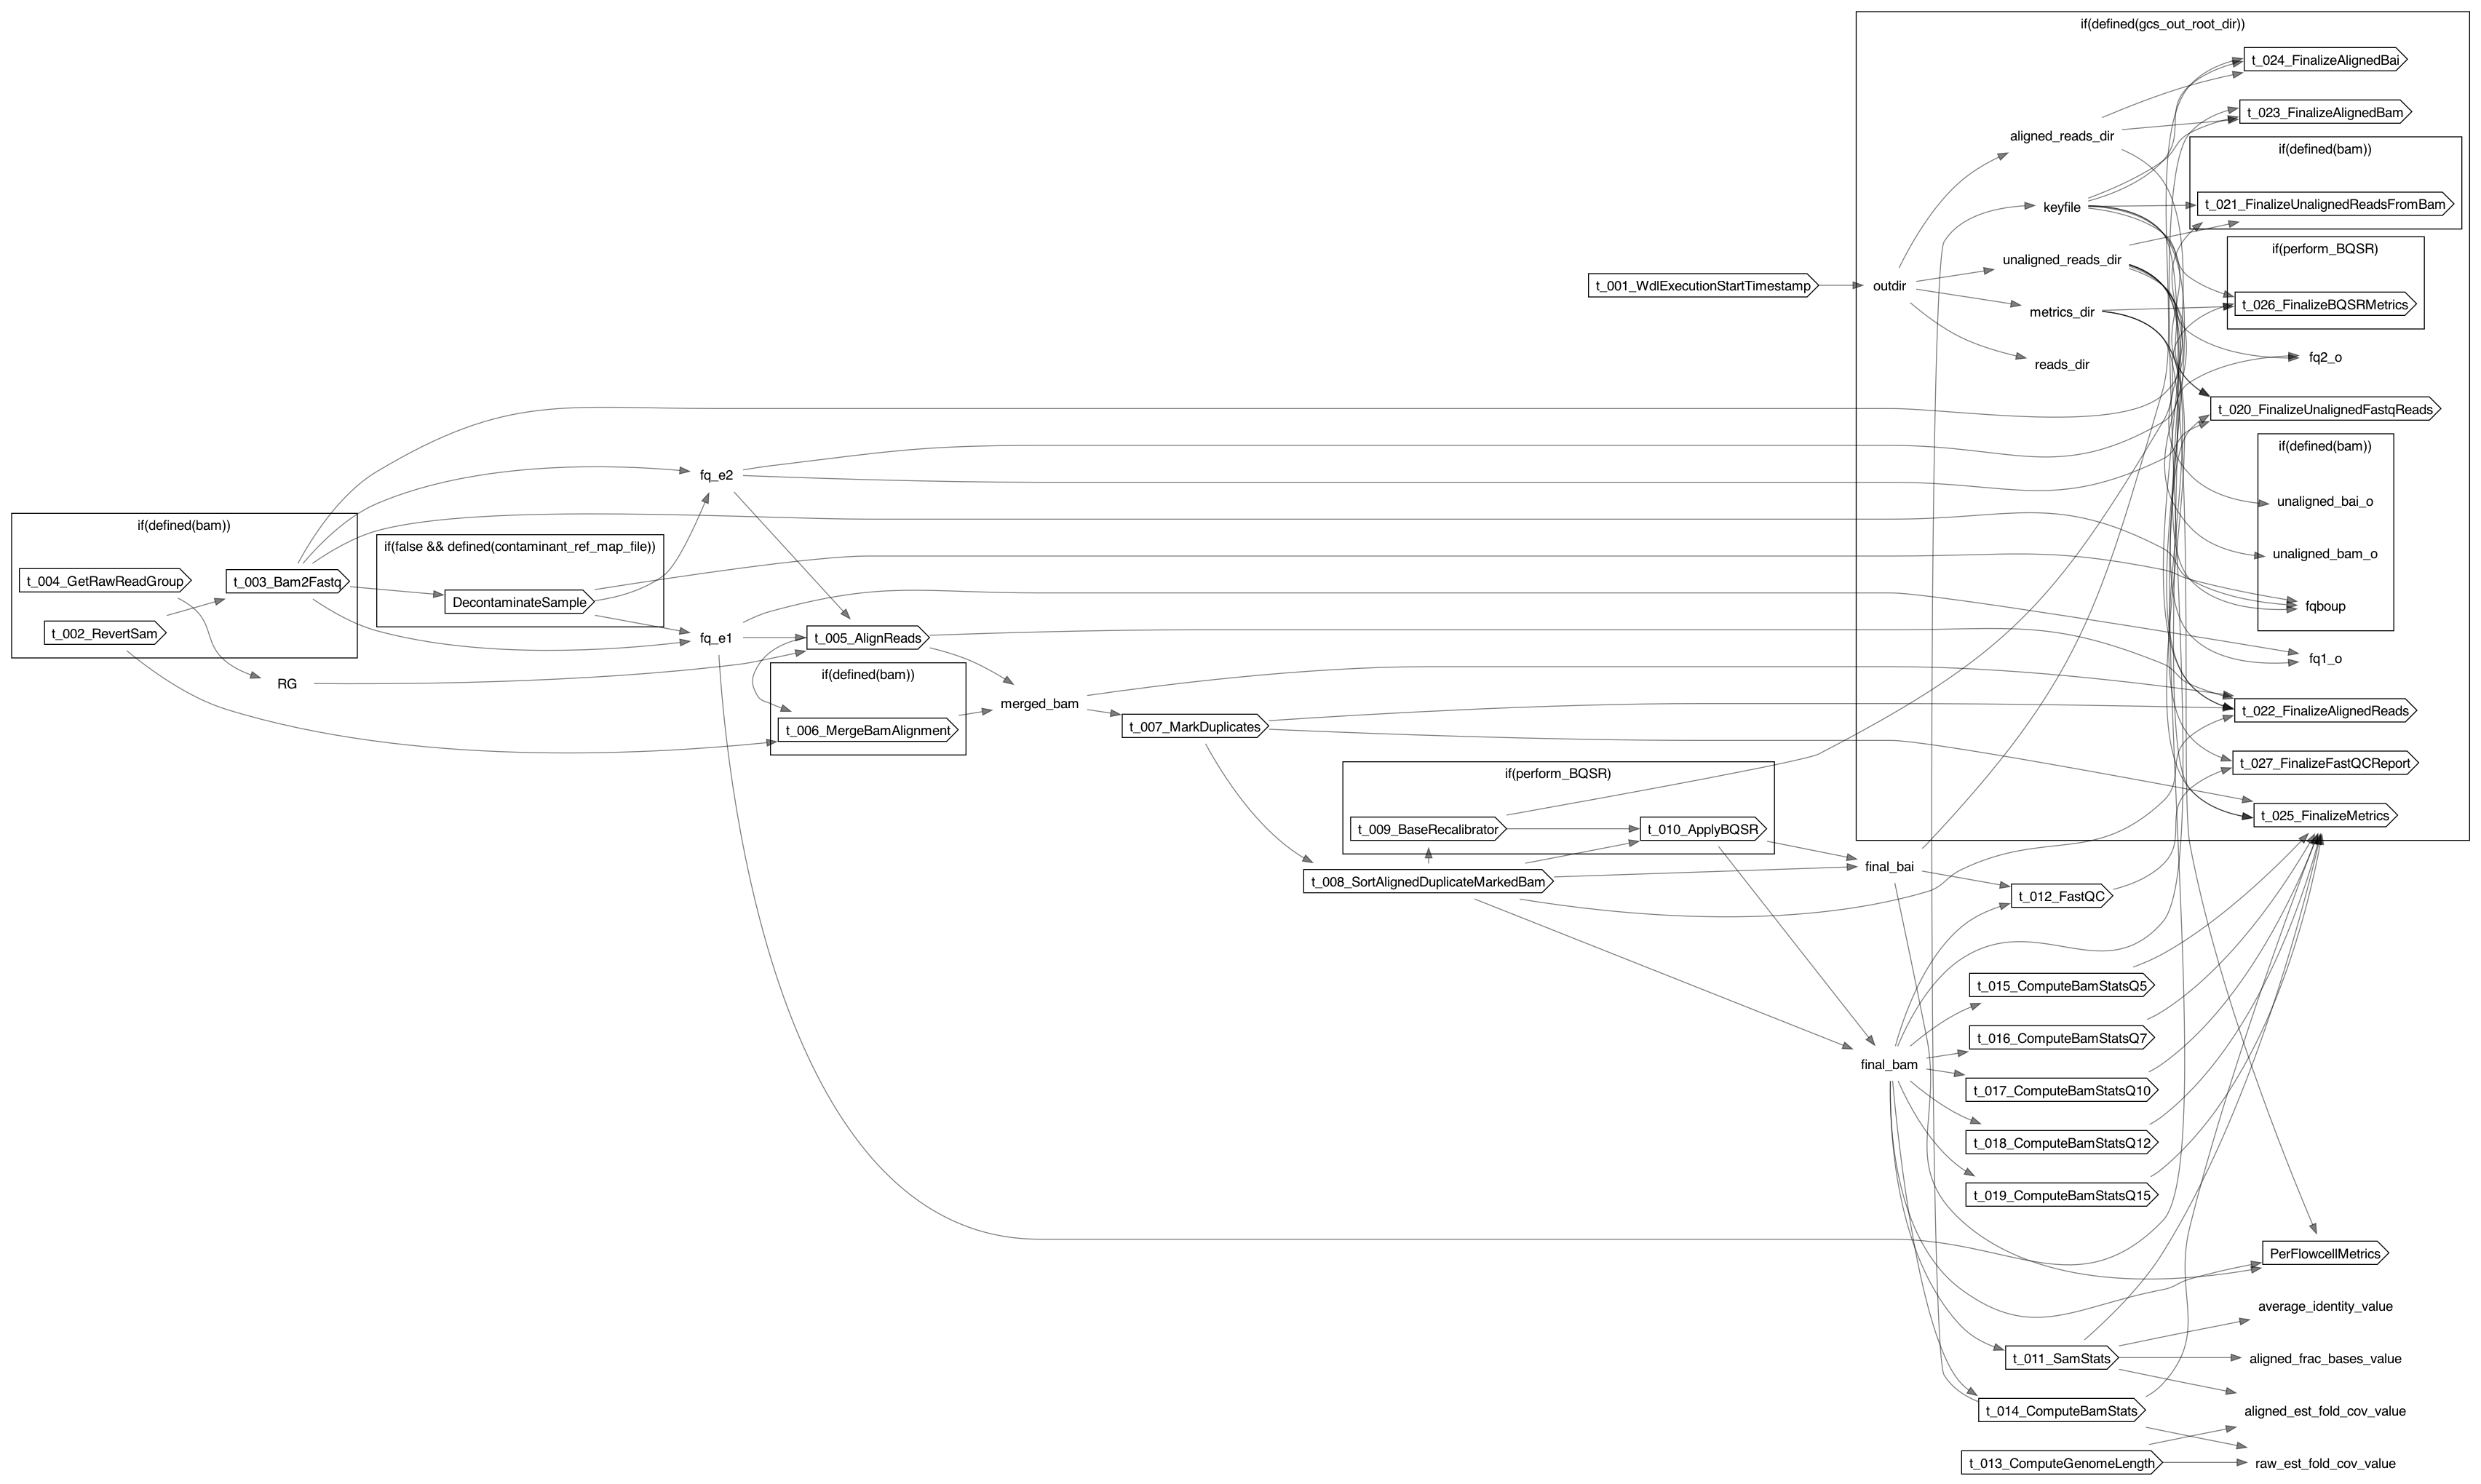 if(defined(gcs_out_root_dir))
t_024_FinalizeAlignedBai
t_023_FinalizeAlignedBam
aligned_reads_dir
if(defined(bam))
keyfile
t_021_FinalizeUnalignedReadsFromBam
unaligned_reads_dir
if(perform_BQSR)
t_001_WdlExecutionStartTimestamp
outdir
metrics_dir
t_026_FinalizeBQSRMetrics
reads_dir
fq2_o
t_020_FinalizeUnalignedFastqReads
if(defined(bam))
fq_e2
unaligned_bai_o
if(defined(bam))
if(false && defined(contaminant_ref_map_file))
unaligned_bam_o
t_004_GetRawReadGroup
t_003_Bam2Fastq
DecontaminateSample
fqboup
t_002_RevertSam
fq_e1
t_005_AlignReads
fq1_o
RG
if(defined(bam))
merged_bam
t_022_FinalizeAlignedReads
t_006_MergeBamAlignment
t_007_MarkDuplicates
t_027_FinalizeFastQCReport
if(perform_BQSR)
t_009_BaseRecalibrator
t_010_ApplyBQSR
t_025_FinalizeMetrics
t_008_SortAlignedDuplicateMarkedBam
final_bai
t_012_FastQC
t_015_ComputeBamStatsQ5
t_016_ComputeBamStatsQ7
final_bam
t_017_ComputeBamStatsQ10
t_018_ComputeBamStatsQ12
t_019_ComputeBamStatsQ15
PerFlowcellMetrics
average_identity_value
t_011_SamStats
aligned_frac_bases_value
t_014_ComputeBamStats
aligned_est_fold_cov_value
t_013_ComputeGenomeLength
raw_est_fold_cov_value